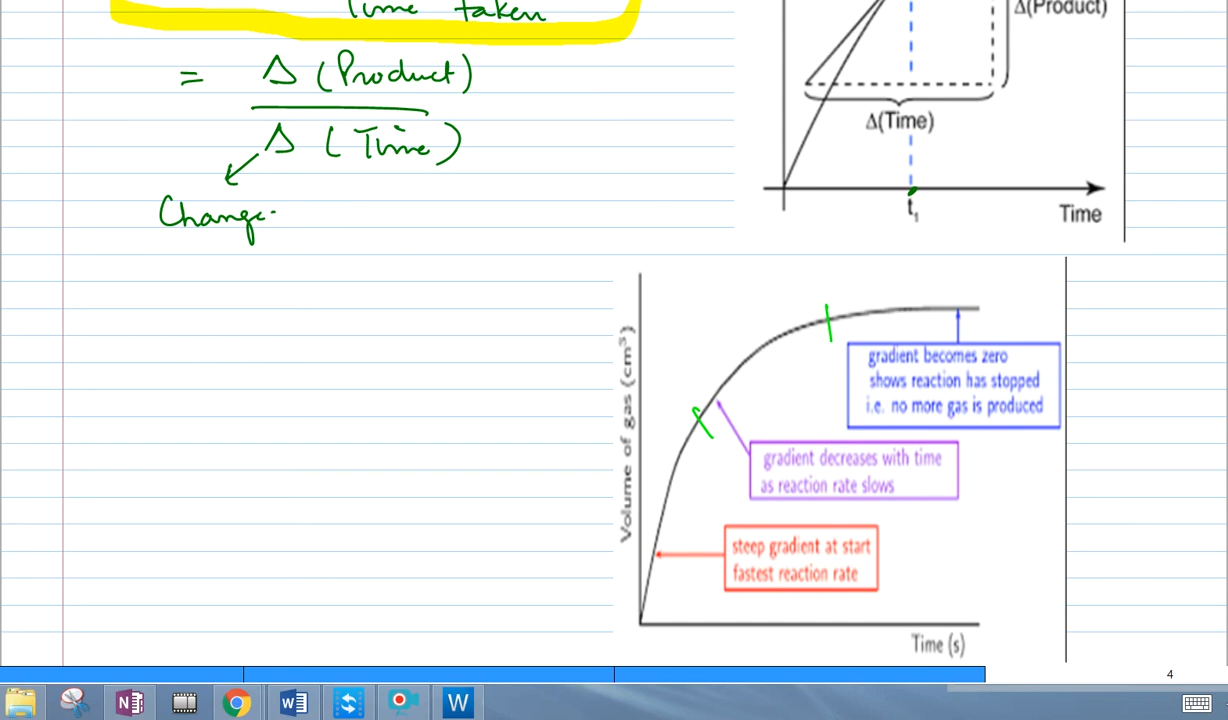 Time taken
= Δ (Product)
Δ (Time)
Change
Δ(Product)
Δ(Time)
t₁
Time
Volume of gas (cm³)
gradient becomes zero
shows reaction has stopped
i.e. no more gas is produced
gradient decreases with time
as reaction rate slows
steep gradient at start
fastest reaction rate
Time (s)
4
N
W
W